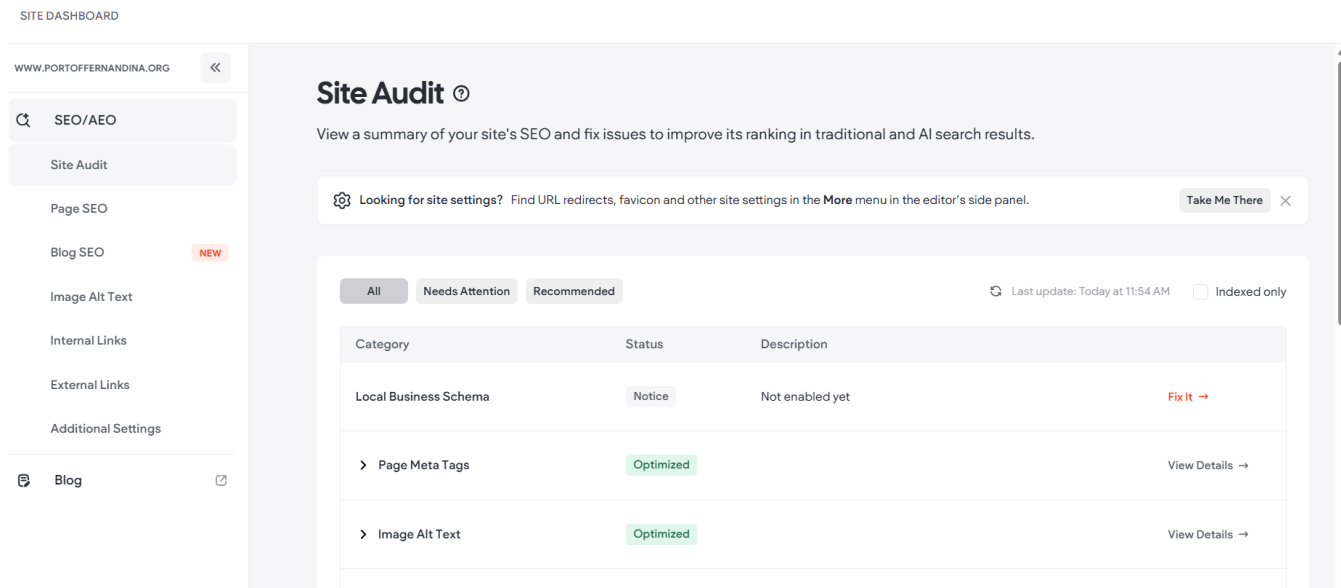 SITE DASHBOARD
WWW.PORTOFFERNANDINA.ORG
SEO/AEO
Site Audit
Page SEO
Blog SEO NEW
Image Alt Text
Internal Links
External Links
Additional Settings
Blog
Site Audit
View a summary of your site's SEO and fix issues to improve its ranking in traditional and AI search results.
Looking for site settings? Find URL redirects, favicon and other site settings in the More menu in the editor's side panel. Take Me There
All Needs Attention Recommended Last update: Today at 11:54 AM Indexed only
Category Status Description
Local Business Schema Notice Not enabled yet Fix It →
Page Meta Tags Optimized View Details →
Image Alt Text Optimized View Details →